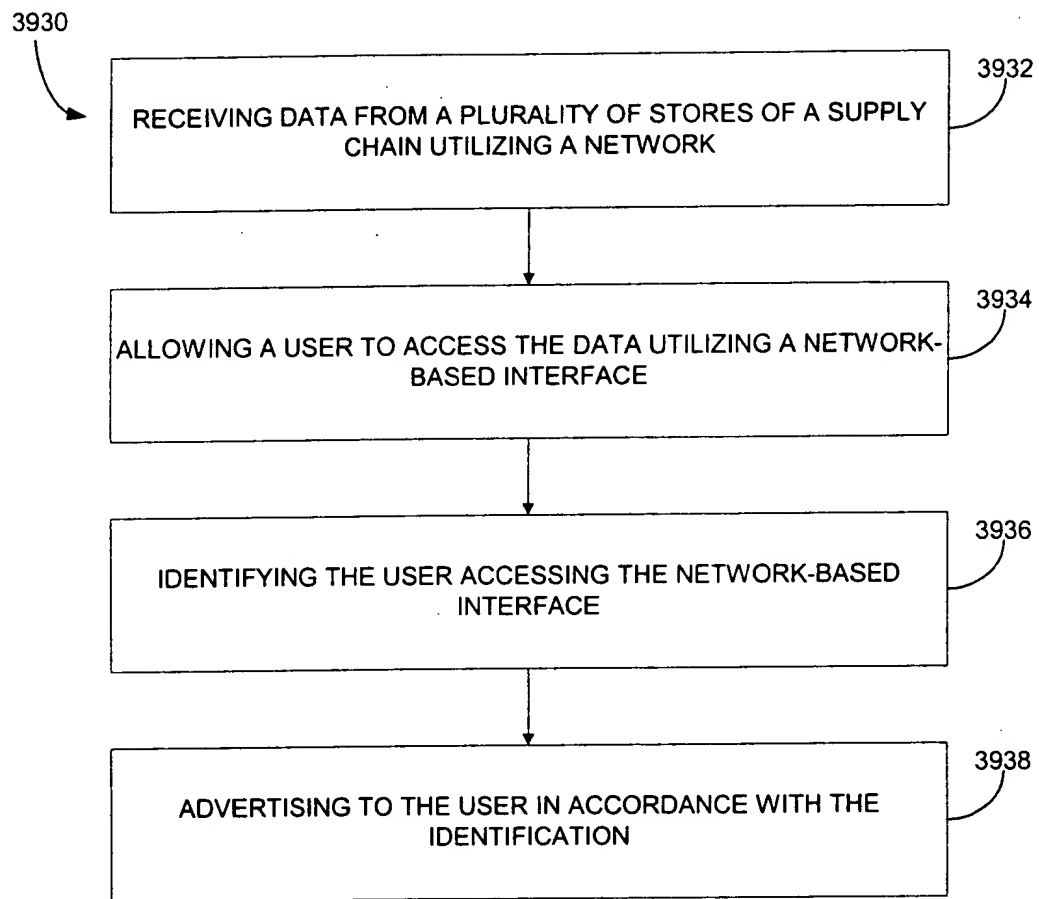 3930
3932
RECEIVING DATA FROM A PLURALITY OF STORES OF A SUPPLY
CHAIN UTILIZING A NETWORK
3934
ALLOWING A USER TO ACCESS THE DATA UTILIZING A NETWORK-
BASED INTERFACE
3936
IDENTIFYING THE USER ACCESSING THE NETWORK-BASED
INTERFACE
3938
ADVERTISING TO THE USER IN ACCORDANCE WITH THE
IDENTIFICATION